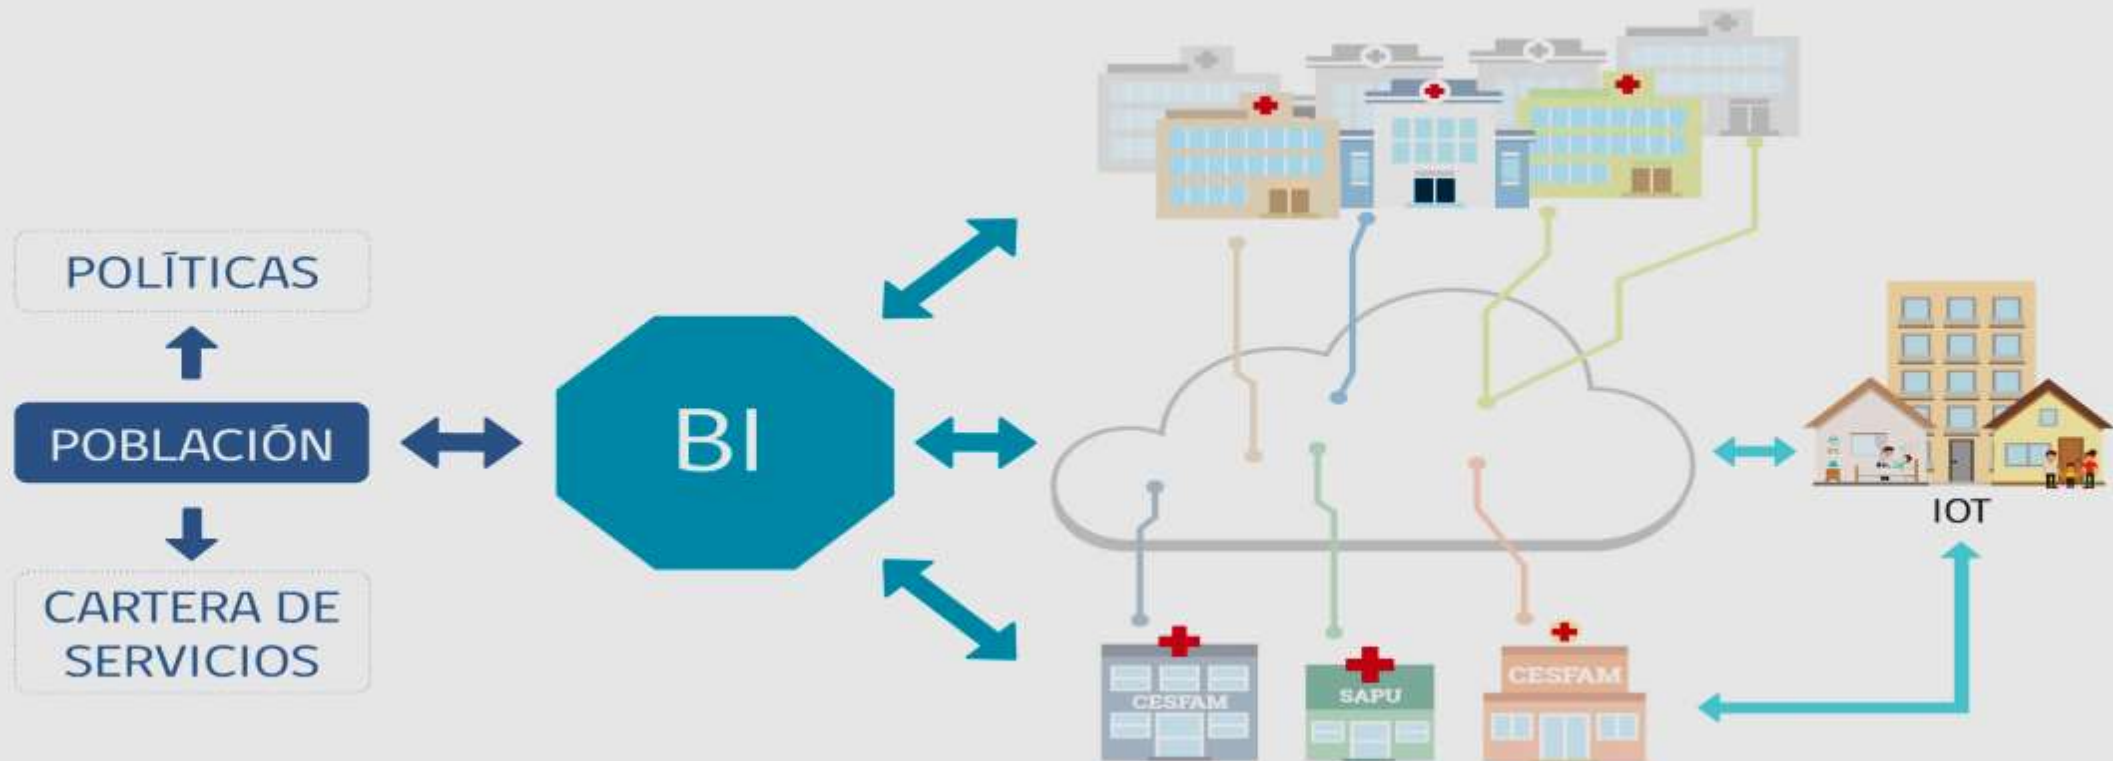 POLÍTICAS
POBLACIÓN
CARTERA DE
SERVICIOS
BI
IOT
CESFAM
SAPU
CESFAM